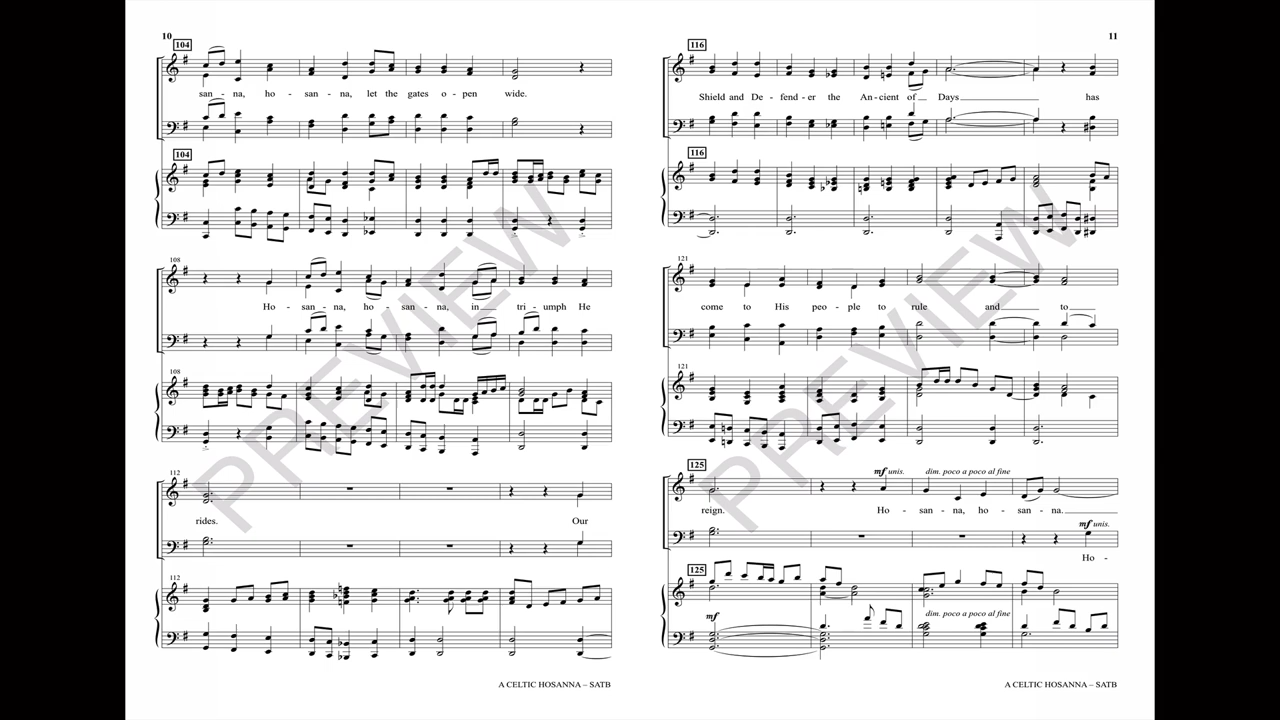 10
104
san - na, ho - san - na, let the gates o - pen wide.
104
108
Ho - san - na, ho - san - na, in tri - umph He
108
112
rides. Our
112
A CELTIC HOSANNA – SATB
PREVIEW
11
116
Shield and De - fend - er the An - cient of Days has
116
121
come to His peo - ple to rule and to
121
125
mf unis. dim. poco a poco al fine
reign. Ho - san - na, ho - san - na.
mf unis.
Ho -
125
mf
dim. poco a poco al fine
A CELTIC HOSANNA – SATB
PREVIEW